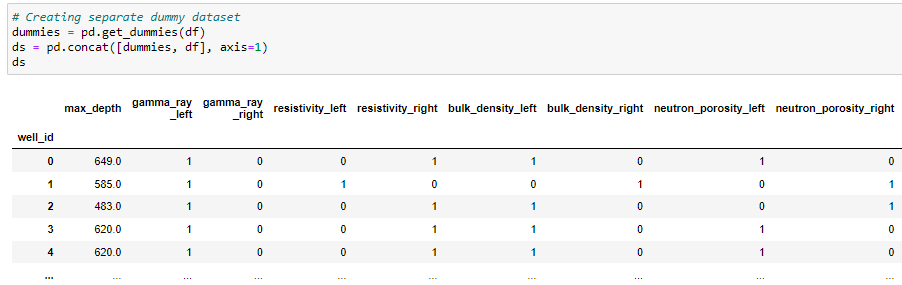 # Creating separate dummy dataset
dummies = pd.get_dummies(df)
ds = pd.concat([dummies, df], axis=1)
ds
max_depth gamma_ray_left gamma_ray_right resistivity_left resistivity_right bulk_density_left bulk_density_right neutron_porosity_left neutron_porosity_right
well_id
0 649.0 1 0 0 1 1 0 1 0
1 585.0 1 0 1 0 0 1 0 1
2 483.0 1 0 0 1 1 0 0 1
3 620.0 1 0 0 1 1 0 1 0
4 620.0 1 0 0 1 1 0 1 0
... ... ... ... ... ... ... ... ... ...